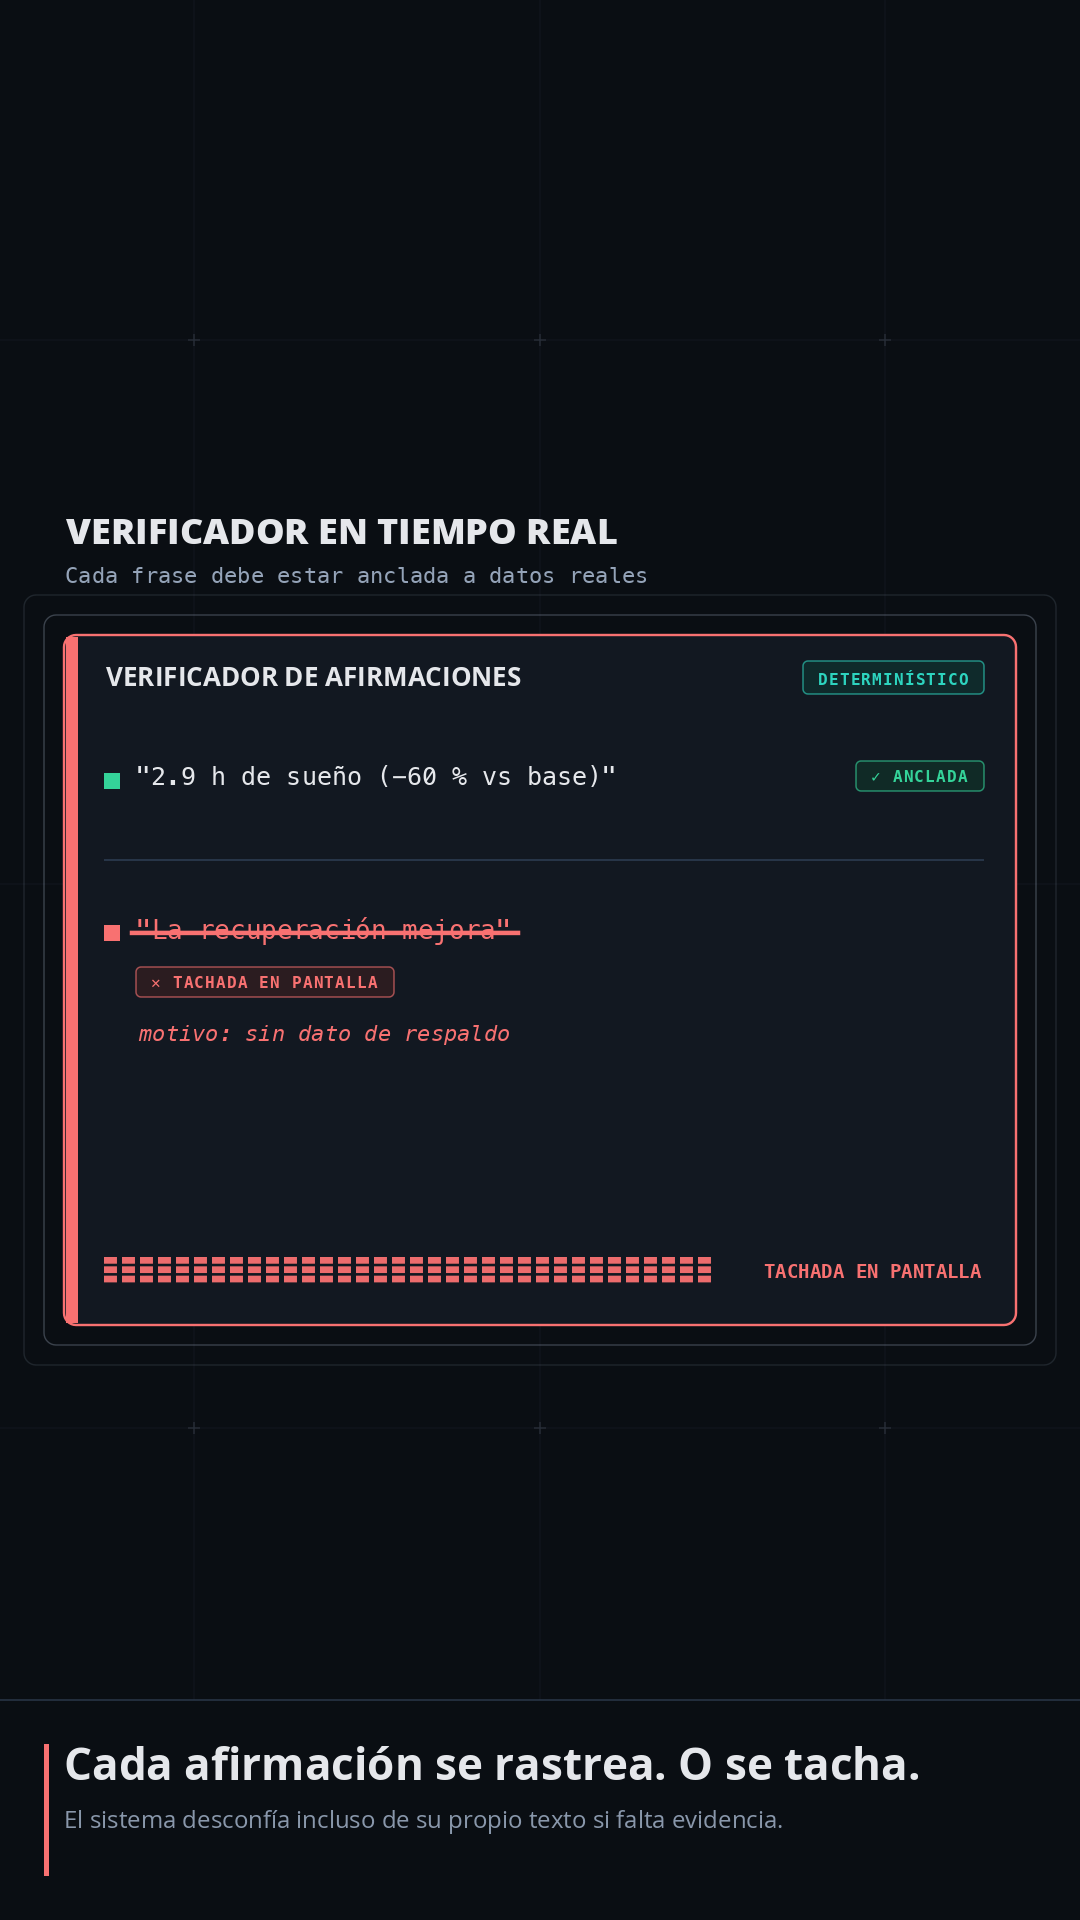 VERIFICADOR EN TIEMPO REAL
Cada frase debe estar anclada a datos reales
VERIFICADOR DE AFIRMACIONES
DETERMINÍSTICO
"2.9 h de sueño (−60 % vs base)"
✓ ANCLADA
"La recuperación mejora"
× TACHADA EN PANTALLA
motivo: sin dato de respaldo
TACHADA EN PANTALLA
Cada afirmación se rastrea. O se tacha.
El sistema desconfía incluso de su propio texto si falta evidencia.